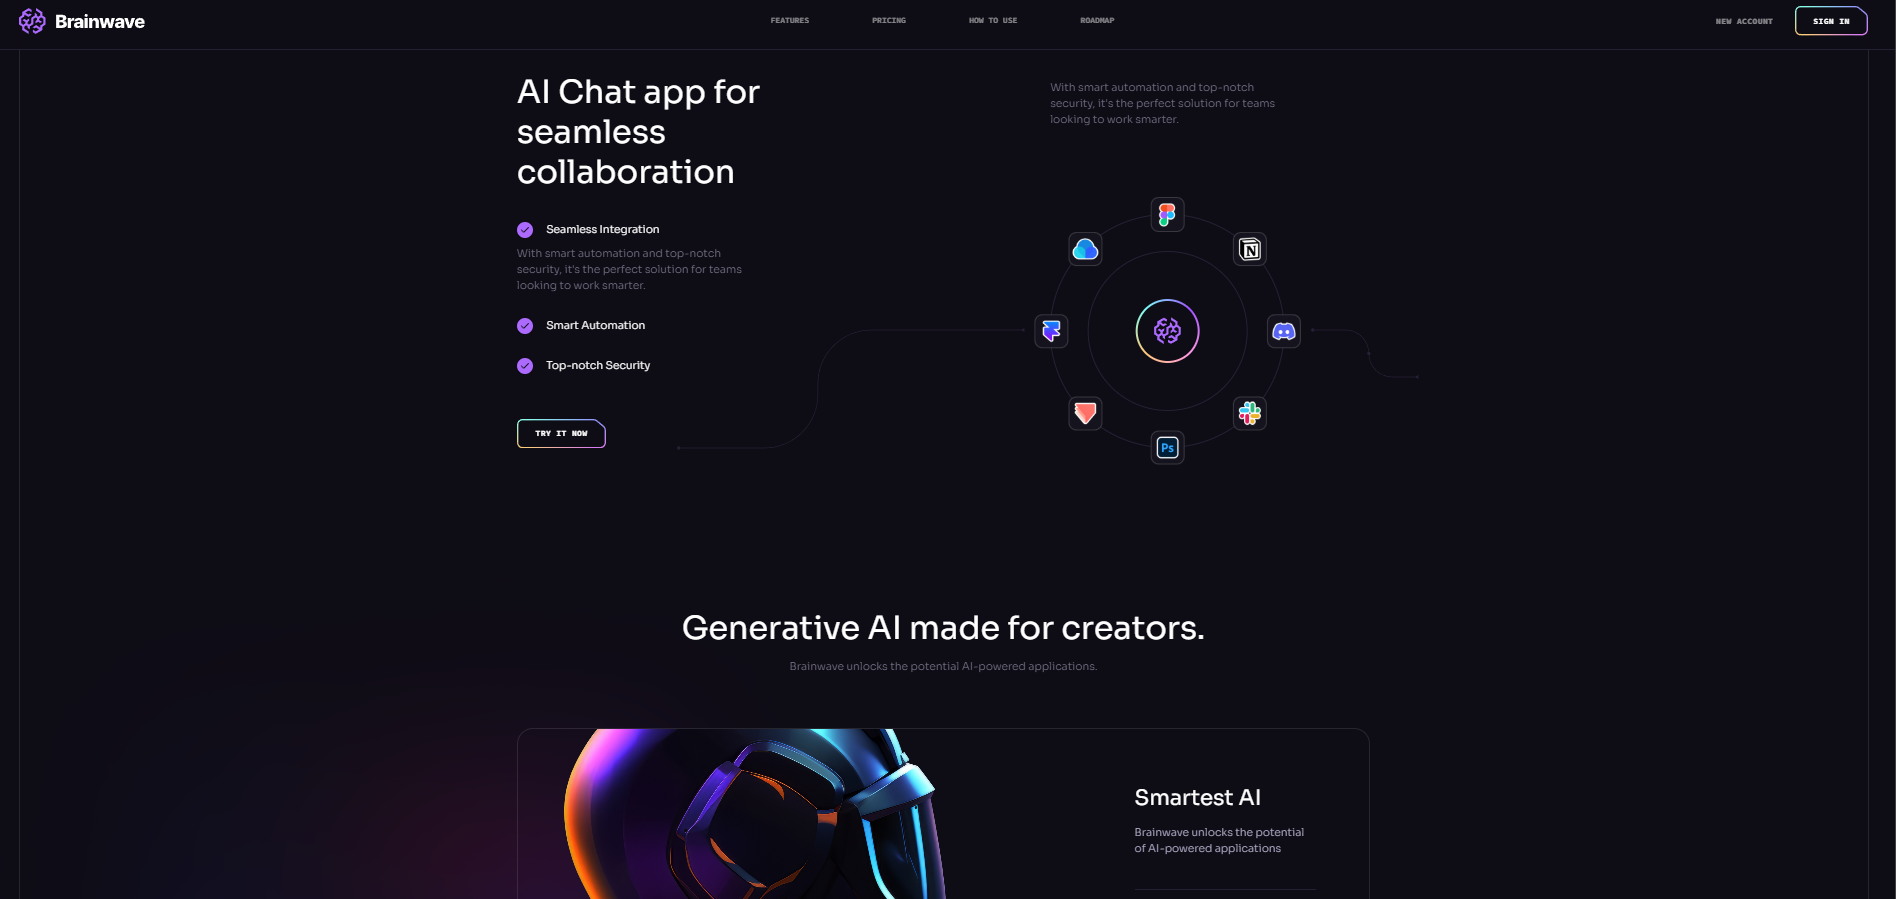 Brainwave
FEATURES
PRICING
HOW TO USE
ROADMAP
NEW ACCOUNT
SIGN IN
AI Chat app for
seamless
collaboration
Seamless Integration
With smart automation and top-notch
security, it's the perfect solution for teams
looking to work smarter.
Smart Automation
Top-notch Security
TRY IT NOW
With smart automation and top-notch
security, it's the perfect solution for teams
looking to work smarter.
N
Ps
Generative AI made for creators.
Brainwave unlocks the potential AI-powered applications.
Smartest AI
Brainwave unlocks the potential
of AI-powered applications